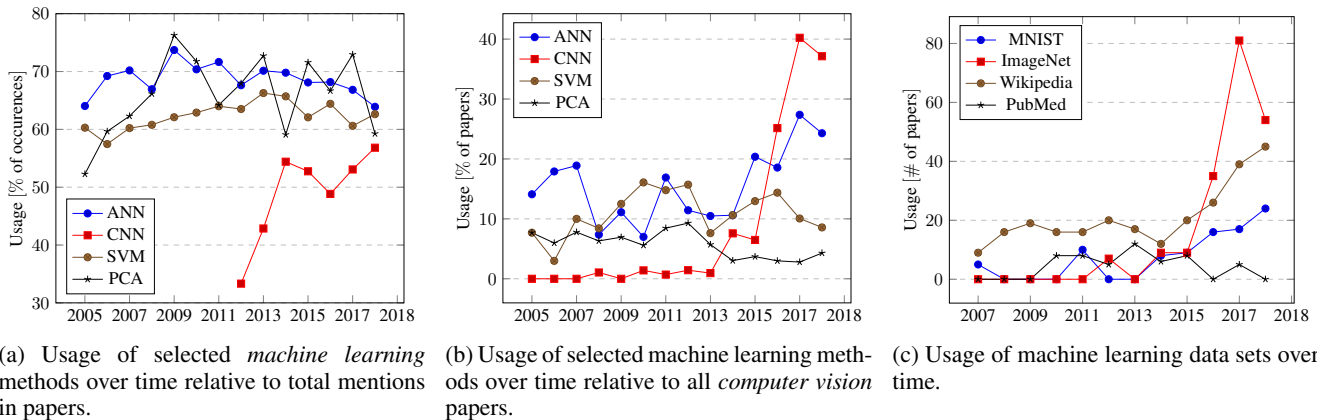 80
70
60
50
40
30
Usage [% of occurences]
ANN
CNN
SVM
PCA
2005 2007 2009 2011 2013 2015 2017 2018
(a) Usage of selected machine learning
methods over time relative to total mentions
in papers.
40
30
20
10
0
Usage [% of papers]
ANN
CNN
SVM
PCA
2005 2007 2009 2011 2013 2015 2017 2018
(b) Usage of selected machine learning meth-
ods over time relative to all computer vision
papers.
80
60
40
20
0
Usage [# of papers]
MNIST
ImageNet
Wikipedia
PubMed
2007 2009 2011 2013 2015 2017 2018
(c) Usage of machine learning data sets over
time.